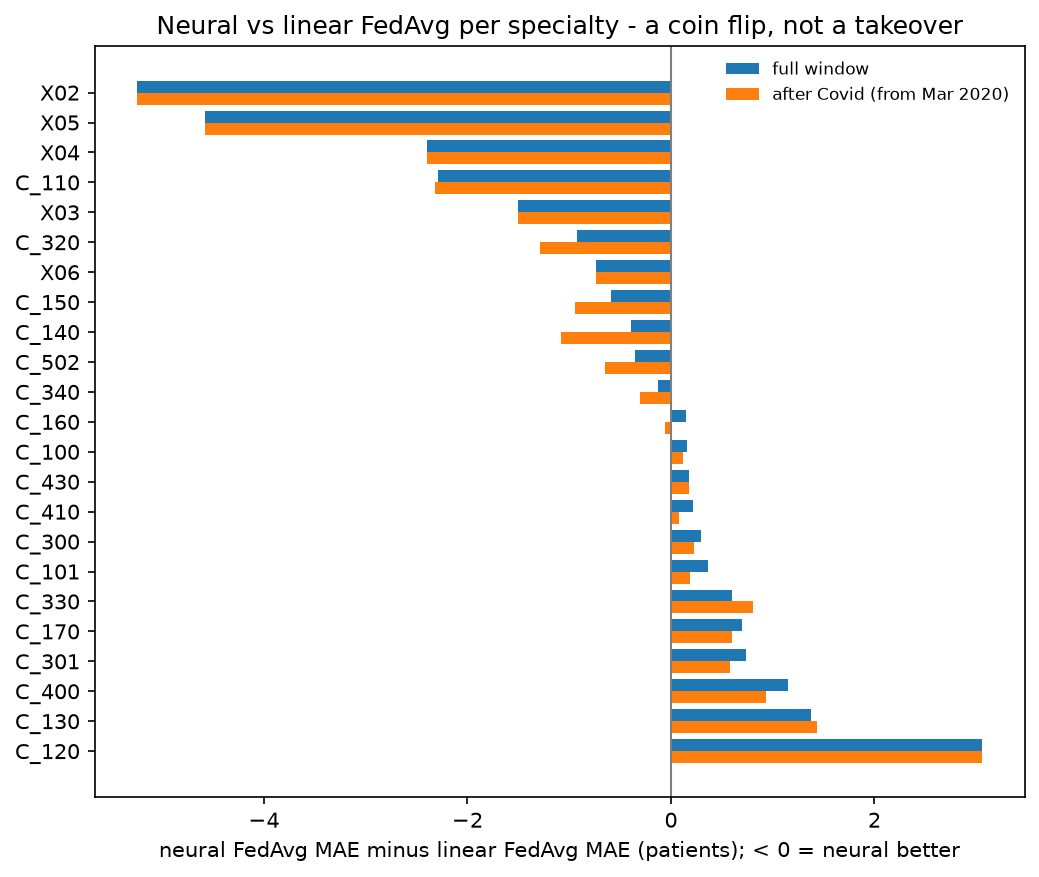 Neural vs linear FedAvg per specialty - a coin flip, not a takeover
full window
after Covid (from Mar 2020)
X02
X05
X04
C_110
X03
C_320
X06
C_150
C_140
C_502
C_340
C_160
C_100
C_430
C_410
C_300
C_101
C_330
C_170
C_301
C_400
C_130
C_120
−4 −2 0 2
neural FedAvg MAE minus linear FedAvg MAE (patients); < 0 = neural better